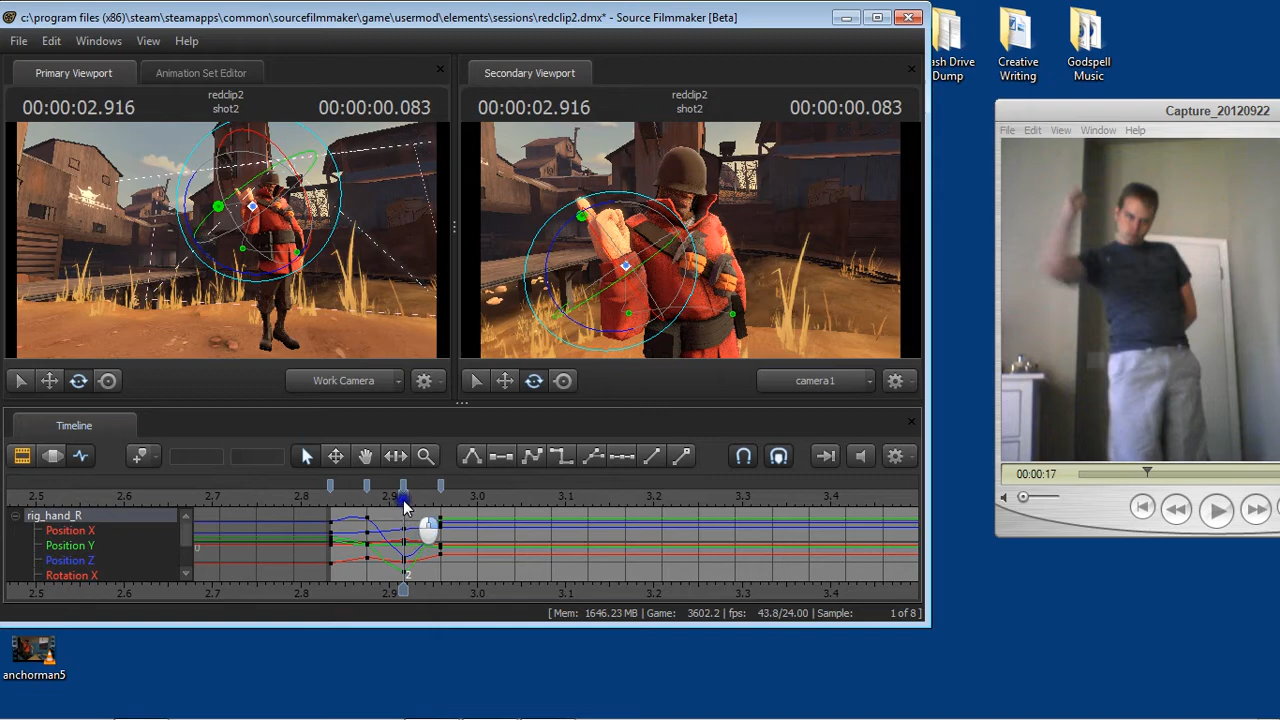 c:\program files (x86)\steam\steamapps\common\sourcefilmmaker\game\usermod\elements\sessions\redclip2.dmx* - Source Filmmaker [Beta]
File Edit Windows View Help
Primary Viewport Animation Set Editor
Secondary Viewport
00:00:02.916 redclip2 shot2 00:00:00.083
00:00:02.916 redclip2 shot2 00:00:00.083
Work Camera
camera1
Timeline
2.5 2.6 2.7 2.8 2.9 3.0 3.1 3.2 3.3 3.4
rig_hand_R
Position X
Position Y
Position Z
Rotation X
0
2
2.5 2.6 2.7 2.8 2.9 3.0 3.1 3.2 3.3 3.4
[ Mem: 1646.23 MB | Game: 3602.2 | fps: 43.8/24.00 | Sample: 1 of 8 ]
anchorman5
ash Drive Dump
Creative Writing
Godspell Music
Capture_20120922
File Edit View Window Help
00:00:17